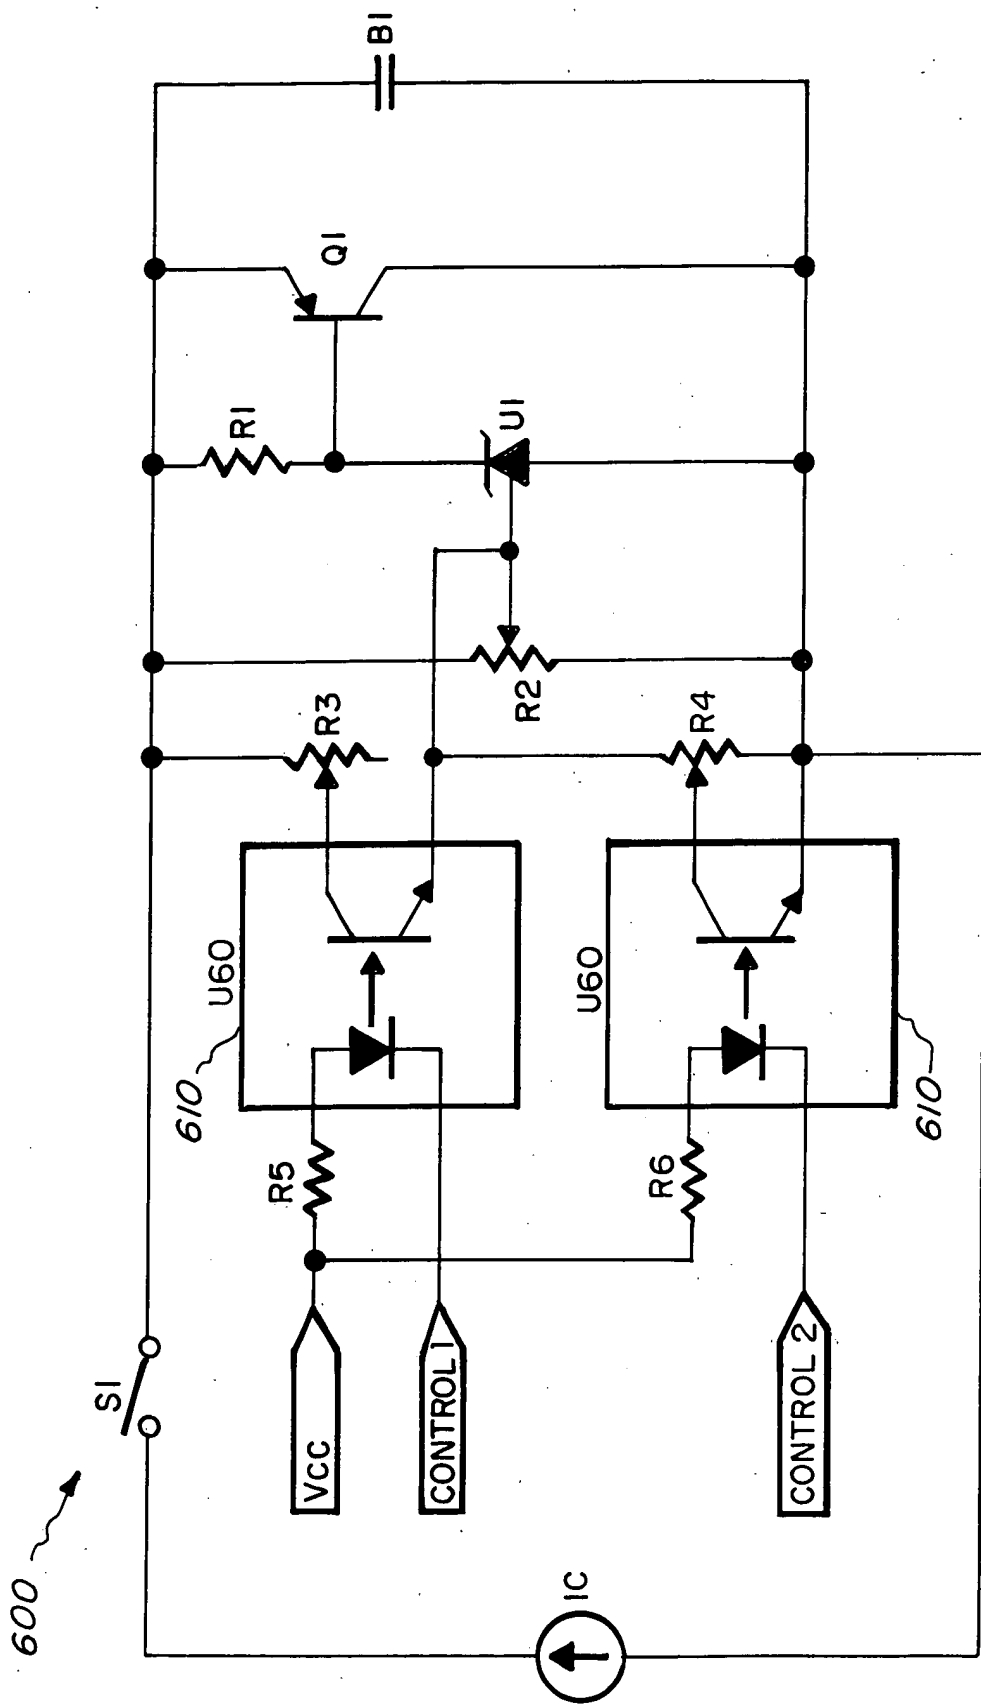 600
S1
R1
Q1
B1
U1
R3
R2
R4
U60
610
U60
610
R5
R6
VCC
CONTROL 1
CONTROL 2
IC